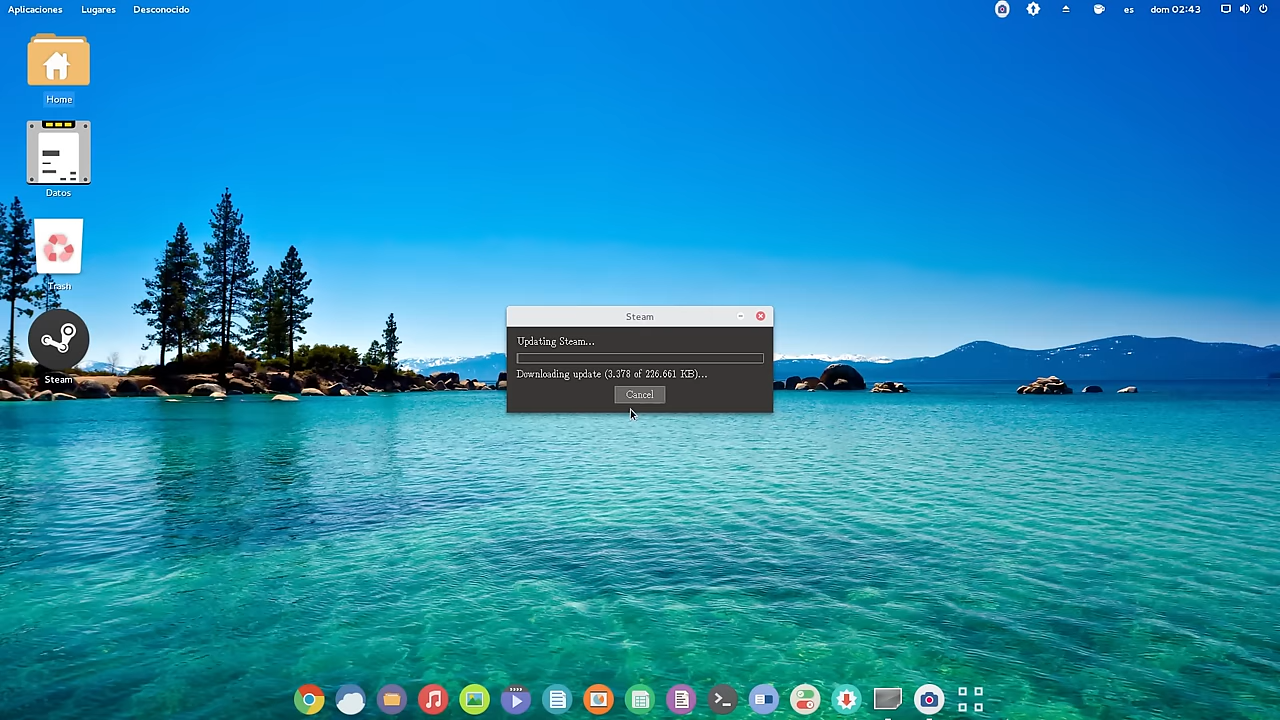 Aplicaciones Lugares Desconocido es dom 02:43
Home
Datos
Trash
Steam
Steam
Updating Steam...
Downloading update (3.378 of 226.661 KB)...
Cancel